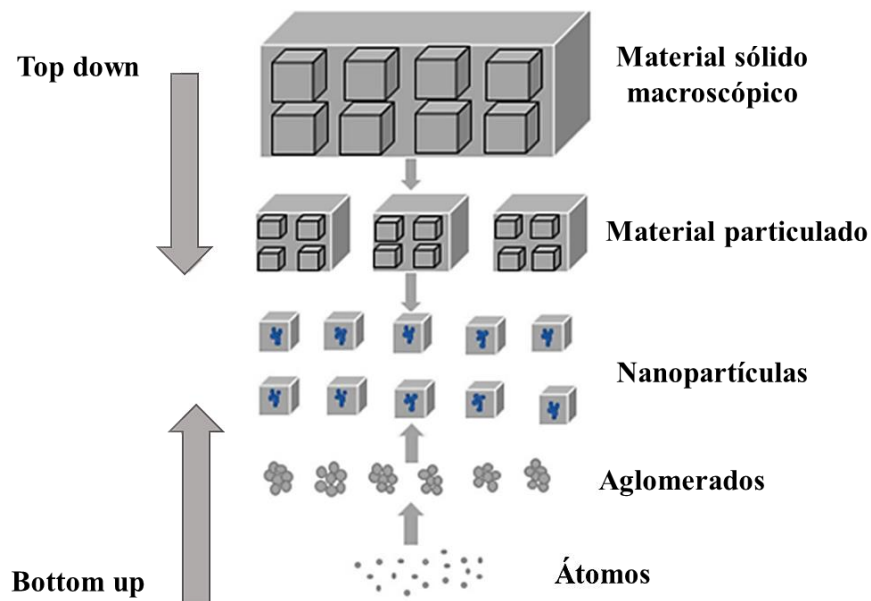 Top down
Material sólido
macroscópico
Material particulado
Nanopartículas
Aglomerados
Átomos
Bottom up